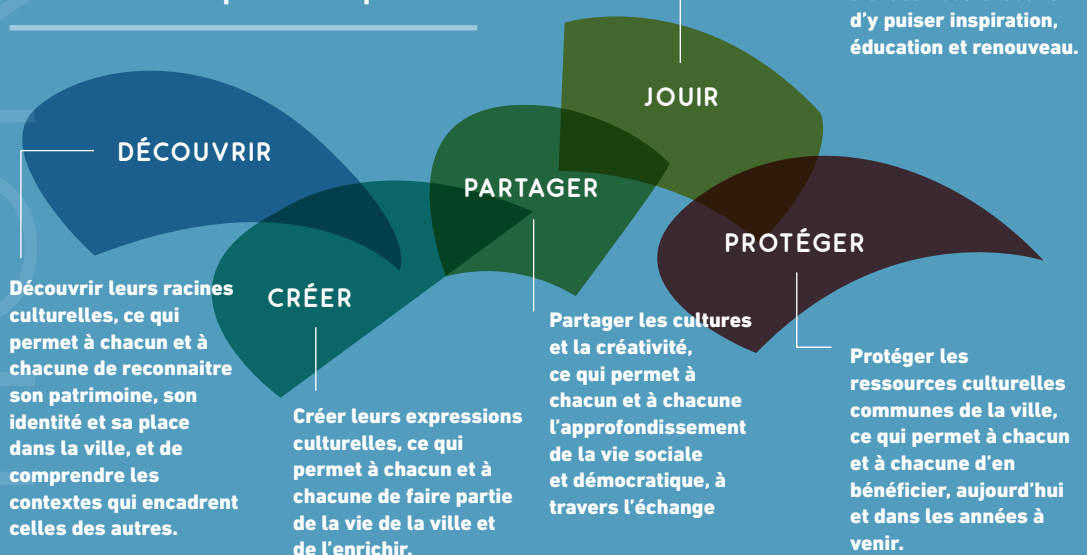 d'y puiser inspiration,
éducation et renouveau.
JOUIR
DÉCOUVRIR
PARTAGER
PROTÉGER
CRÉER
Découvrir leurs racines
culturelles, ce qui
permet à chacun et à
chacune de reconnaitre
son patrimoine, son
identité et sa place
dans la ville, et de
comprendre les
contextes qui encadrent
celles des autres.
Créer leurs expressions
culturelles, ce qui
permet à chacun et à
chacune de faire partie
de la vie de la ville et
de l'enrichir.
Partager les cultures
et la créativité,
ce qui permet à
chacun et à chacune
l'approfondissement
de la vie sociale
et démocratique, à
travers l'échange
Protéger les
ressources culturelles
communes de la ville,
ce qui permet à chacun
et à chacune d'en
bénéficier, aujourd'hui
et dans les années à
venir.